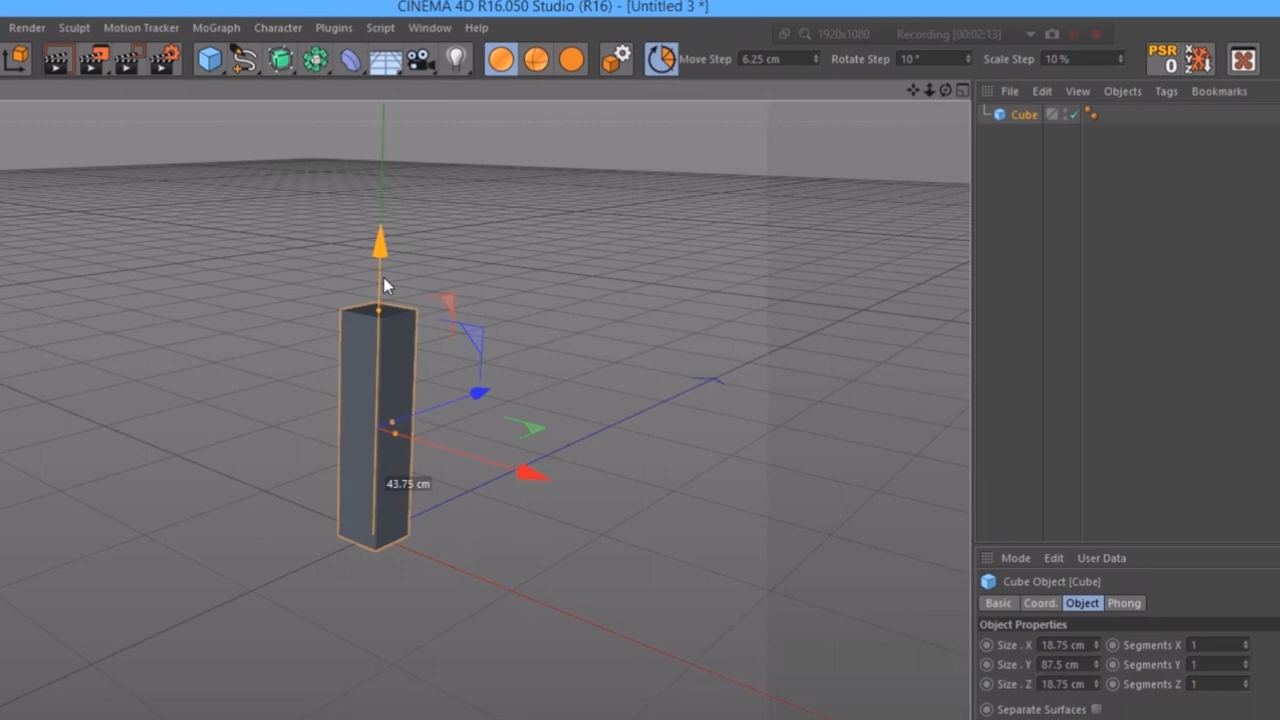 CINEMA 4D R16.050 Studio (R16) - [Untitled 3 *]
Render Sculpt Motion Tracker MoGraph Character Plugins Script Window Help
1920x1080 Recording [00:02:13]
Move Step 6.25 cm Rotate Step 10 ° Scale Step 10 %
PSR
0
X
Y
Z
File Edit View Objects Tags Bookmarks
Cube
43.75 cm
Mode Edit User Data
Cube Object [Cube]
Basic Coord. Object Phong
Object Properties
Size . X 18.75 cm Segments X 1
Size . Y 87.5 cm Segments Y 1
Size . Z 18.75 cm Segments Z 1
Separate Surfaces